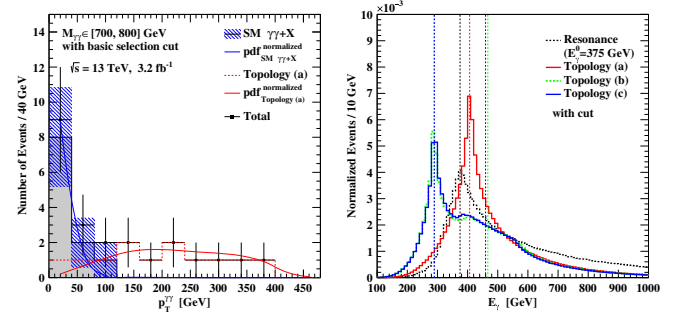 M_γγ∈ [700, 800] GeV
with basic selection cut
√s = 13 TeV, 3.2 fb⁻¹
SM γγ+X
pdf^normalized_SM γγ+X
Topology (a)
pdf^normalized_Topology (a)
Total
Number of Events / 40 GeV
14
12
10
8
6
4
2
0
0 50 100 150 200 250 300 350 400 450
p_T^γγ [GeV]
×10⁻³
Resonance
(E_γ^0=375 GeV)
Topology (a)
Topology (b)
Topology (c)
with cut
Normalized Events / 10 GeV
10
9
8
7
6
5
4
3
2
1
0
100 200 300 400 500 600 700 800 900 1000
E_γ [GeV]